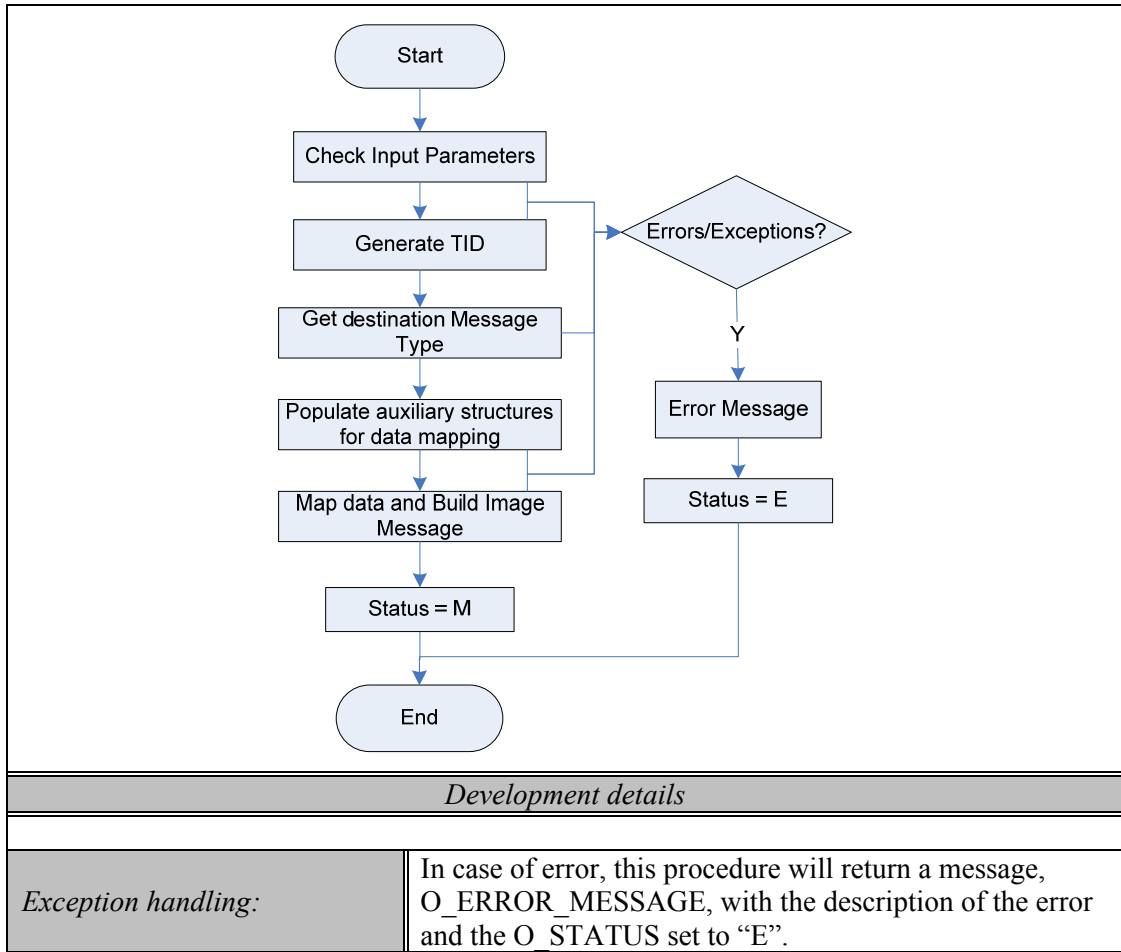 Start
Check Input Parameters
Generate TID
Get destination Message
Type
Populate auxiliary structures
for data mapping
Map data and Build Image
Message
Status = M
End
Errors/Exceptions?
Y
Error Message
Status = E
Development details
Exception handling:
In case of error, this procedure will return a message,
O_ERROR_MESSAGE, with the description of the error
and the O_STATUS set to “E”.